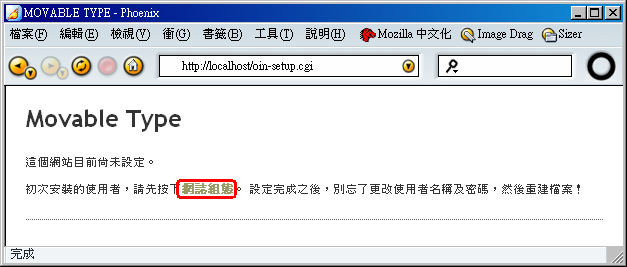 MOVABLE TYPE - Phoenix
檔案(F) 編輯(E) 檢視(V) 衝(G) 書籤(B) 工具(T) 說明(H) Mozilla 中文化 Image Drag Sizer
http://localhost/oin-setup.cgi
Movable Type
這個網站目前尚未設定。
初次安裝的使用者，請先按下網誌組態。 設定完成之後，別忘了更改使用者名稱及密碼，然後重建檔案！
完成